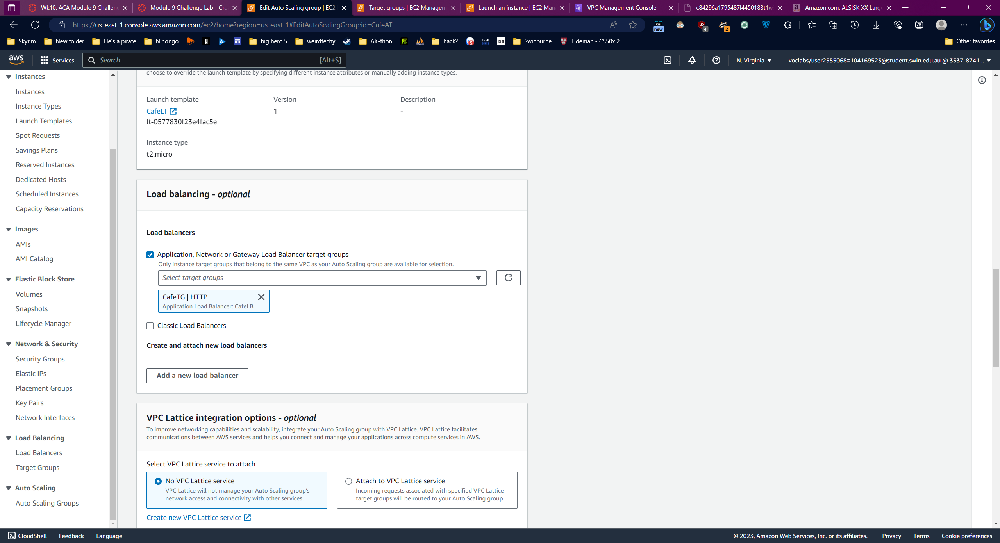 Wk10: ACA Module 9 Challen
Module 9 Challenge Lab - Cre
Edit Auto Scaling group | EC2
Target groups | EC2 Managem
Launch an instance | EC2 Man
VPC Management Console
c84296a1795487l4450188t1w
Amazon.com: ALSISK XX Large
https://us-east-1.console.aws.amazon.com/ec2/home?region=us-east-1#EditAutoScalingGroup:id=CafeAT
new
4
2
Skyrim
New folder
He's a pirate
Nihongo
big hero 5
weirdtechy
AK-thon
hack?
DS
Swinburne
Tideman - CS50x 2...
Other favorites
aws
Services
Search
[Alt+S]
N. Virginia
voclabs/user2555068=104169523@student.swin.edu.au @ 3537-8741...
Instances
Instances
Instance Types
Launch Templates
Spot Requests
Savings Plans
Reserved Instances
Dedicated Hosts
Scheduled Instances
Capacity Reservations
Images
AMIs
AMI Catalog
Elastic Block Store
Volumes
Snapshots
Lifecycle Manager
Network & Security
Security Groups
Elastic IPs
Placement Groups
Key Pairs
Network Interfaces
Load Balancing
Load Balancers
Target Groups
Auto Scaling
Auto Scaling Groups
choose to override the launch template by specifying different instance attributes or manually adding instance types.
Launch template
CafeLT
lt-0577830f23e4fac5e
Version
1
Description
-
Instance type
t2.micro
Load balancing - optional
Load balancers
Application, Network or Gateway Load Balancer target groups
Only instance target groups that belong to the same VPC as your Auto Scaling group are available for selection.
Select target groups
CafeTG | HTTP
Application Load Balancer: CafeLB
Classic Load Balancers
Create and attach new load balancers
Add a new load balancer
VPC Lattice integration options - optional
To improve networking capabilities and scalability, integrate your Auto Scaling group with VPC Lattice. VPC Lattice facilitates
communications between AWS services and helps you connect and manage your applications across compute services in AWS.
Select VPC Lattice service to attach
No VPC Lattice service
VPC Lattice will not manage your Auto Scaling group's
network access and connectivity with other services.
Attach to VPC Lattice service
Incoming requests associated with specified VPC Lattice
target groups will be routed to your Auto Scaling group.
Create new VPC Lattice service
CloudShell
Feedback
Language
© 2023, Amazon Web Services, Inc. or its affiliates.
Privacy
Terms
Cookie preferences